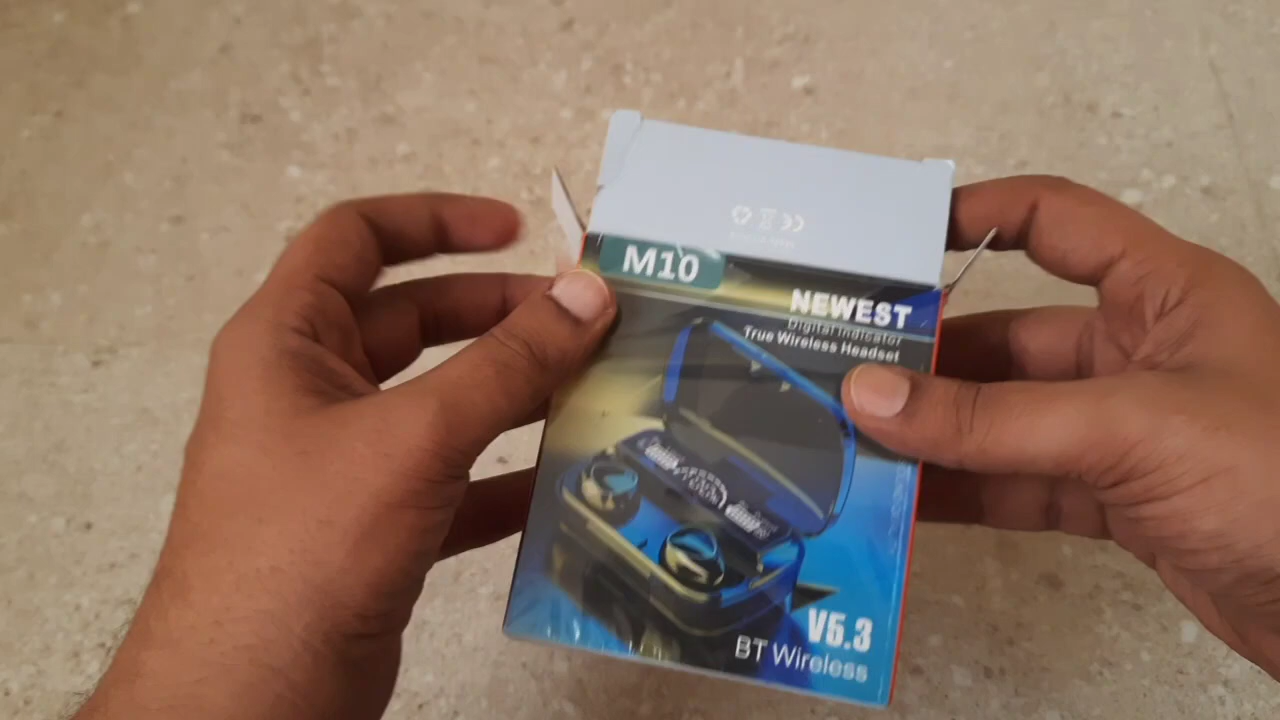 M10
NEWEST
Digital Indicator
True Wireless Headset
V5.3
BT Wireless